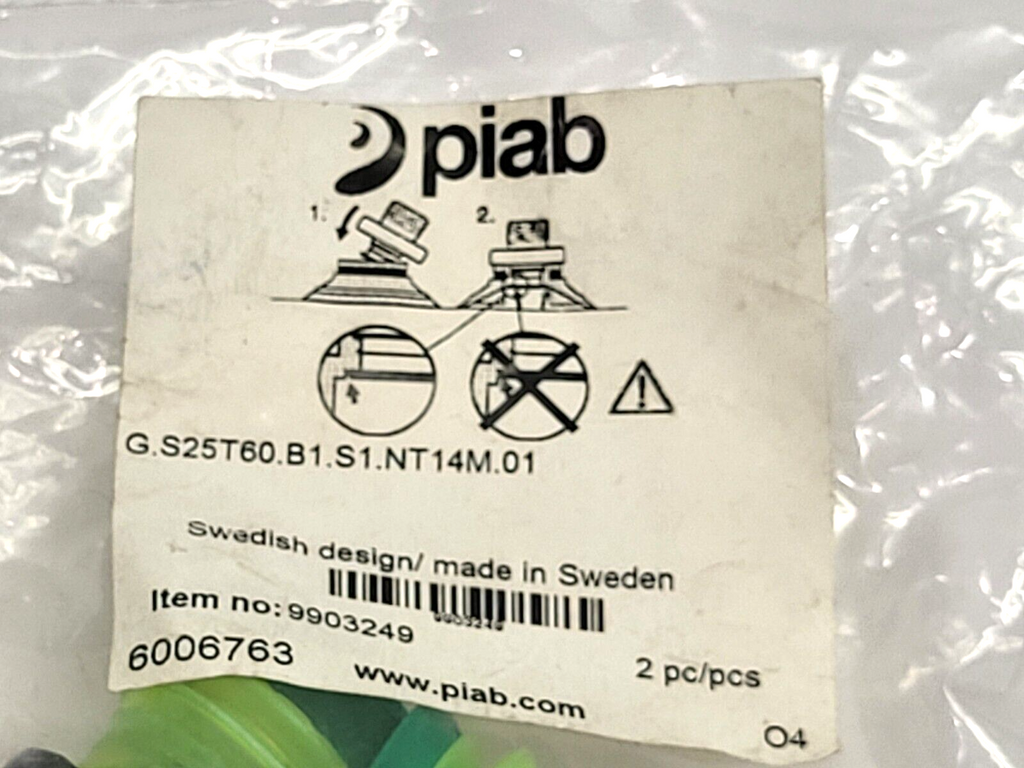 piab
1. 2.
G.S25T60.B1.S1.NT14M.01
Swedish design/ made in Sweden
9903249
Item no: 9903249
6006763
2 pc/pcs
www.piab.com
O4